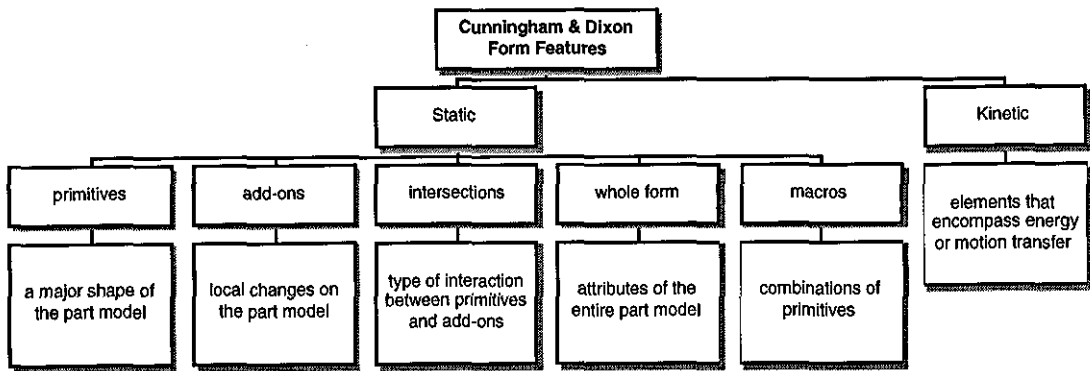 Cunningham & Dixon
Form Features
Static
Kinetic
primitives
add-ons
intersections
whole form
macros
elements that
encompass energy
or motion transfer
a major shape of
the part model
local changes on
the part model
type of interaction
between primitives
and add-ons
attributes of the
entire part model
combinations of
primitives